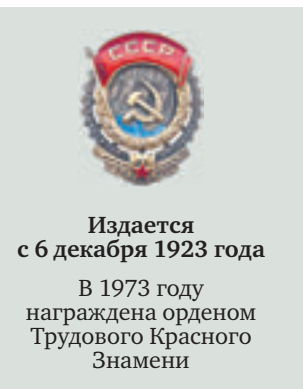 СССР
Издается
с 6 декабря 1923 года
В 1973 году
награждена орденом
Трудового Красного
Знамени